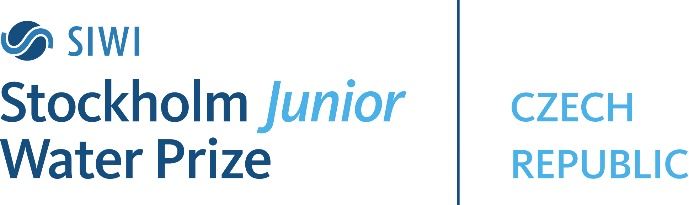 SIWI
Stockholm Junior
Water Prize
CZECH
REPUBLIC